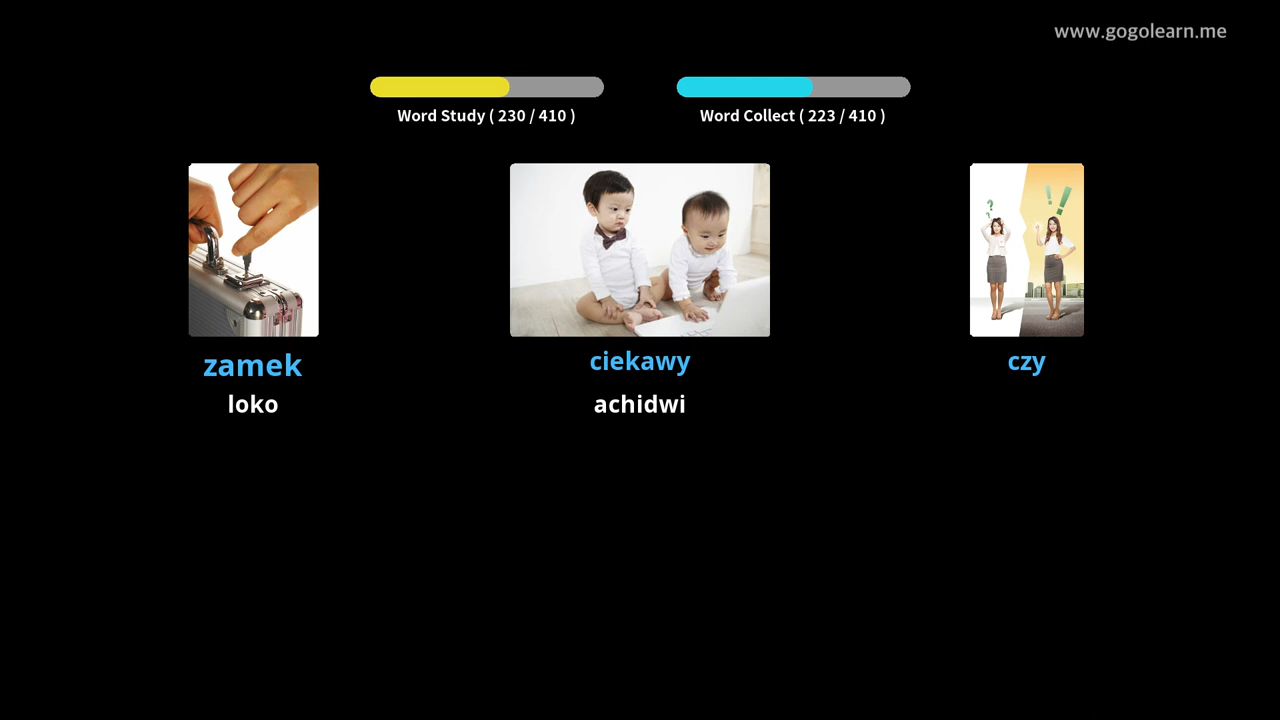 www.gogolearn.me
Word Study ( 230 / 410 )
Word Collect ( 223 / 410 )
zamek
loko
ciekawy
achidwi
czy